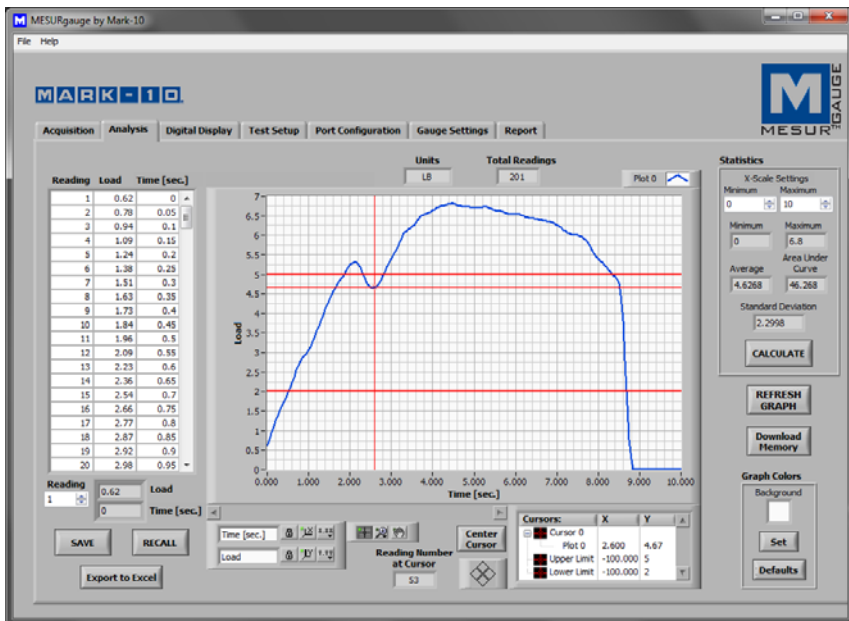 MESURgauge by Mark-10
File Help
MARK-10
M
MESUR GAUGE™
Acquisition Analysis Digital Display Test Setup Port Configuration Gauge Settings Report
Units Total Readings
LB 201 Plot 0
Reading Load Time [sec.]
1 0.62 0
2 0.78 0.05
3 0.94 0.1
4 1.09 0.15
5 1.24 0.2
6 1.38 0.25
7 1.51 0.3
8 1.63 0.35
9 1.73 0.4
10 1.84 0.45
11 1.96 0.5
12 2.09 0.55
13 2.23 0.6
14 2.36 0.65
15 2.54 0.7
16 2.66 0.75
17 2.77 0.8
18 2.87 0.85
19 2.92 0.9
20 2.98 0.95
Reading
1
0.62 Load
0 Time [sec.]
SAVE RECALL
Export to Excel
Load
7
6.5
6
5.5
5
4.5
4
3.5
3
2.5
2
1.5
1
0.5
0
0.000 1.000 2.000 3.000 4.000 5.000 6.000 7.000 8.000 9.000 10.000
Time [sec.]
Time [sec.]
Load
Reading Number
at Cursor
53
Center
Cursor
Cursors: X Y
Cursor 0
Plot 0 2.600 4.67
Upper Limit -100.000 5
Lower Limit -100.000 2
Statistics
X-Scale Settings
Minimum Maximum
0 10
Minimum Maximum
0 6.8
Average Area Under
Curve
4.6268 46.268
Standard Deviation
2.2998
CALCULATE
REFRESH
GRAPH
Download
Memory
Graph Colors
Background
Set
Defaults